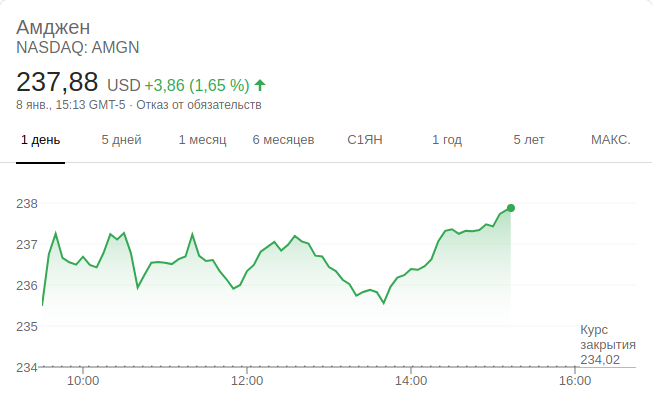 Амджен
NASDAQ: AMGN
237,88 USD +3,86 (1,65 %)
8 янв., 15:13 GMT-5 · Отказ от обязательств
1 день 5 дней 1 месяц 6 месяцев С1ЯН 1 год 5 лет МАКС.
238
237
236
235
234
Курс
закрытия
234,02
10:00 12:00 14:00 16:00